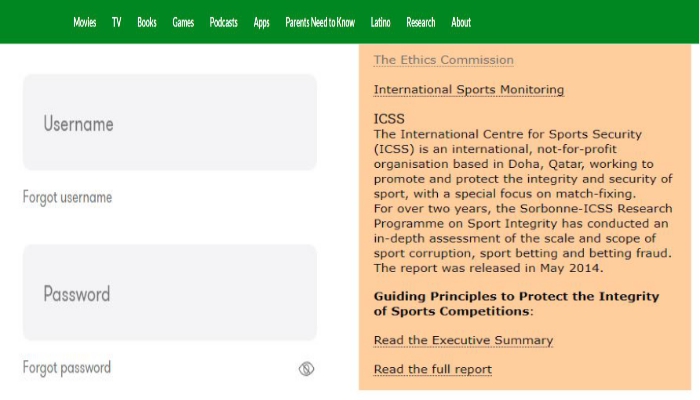 Movies TV Books Games Podcasts Apps Parents Need to Know Latino Research About
Username
Forgot username
Password
Forgot password
The Ethics Commission
International Sports Monitoring
ICSS
The International Centre for Sports Security
(ICSS) is an international, not-for-profit
organisation based in Doha, Qatar, working to
promote and protect the integrity and security of
sport, with a special focus on match-fixing.
For over two years, the Sorbonne-ICSS Research
Programme on Sport Integrity has conducted an
in-depth assessment of the scale and scope of
sport corruption, sport betting and betting fraud.
The report was released in May 2014.
Guiding Principles to Protect the Integrity
of Sports Competitions:
Read the Executive Summary
Read the full report